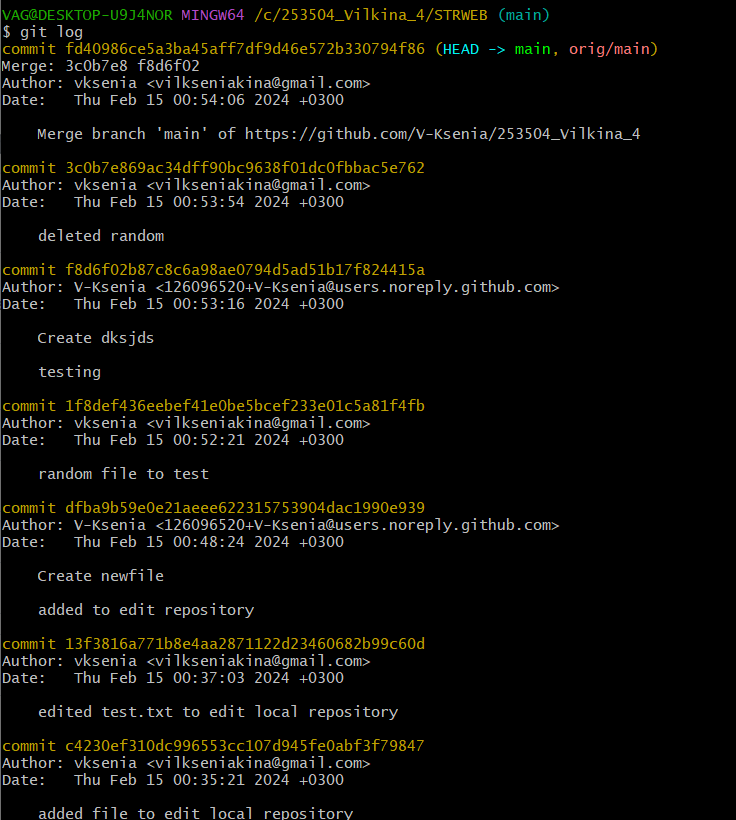 VAG@DESKTOP-U9J4NOR MINGW64 /c/253504_Vilkina_4/STRWEB (main)
$ git log
commit fd40986ce5a3ba45aff7df9d46e572b330794f86 (HEAD -> main, orig/main)
Merge: 3c0b7e8 f8d6f02
Author: vksenia <vilkseniakina@gmail.com>
Date:   Thu Feb 15 00:54:06 2024 +0300
    Merge branch 'main' of https://github.com/V-Ksenia/253504_Vilkina_4
commit 3c0b7e869ac34dff90bc9638f01dc0fbbac5e762
Author: vksenia <vilkseniakina@gmail.com>
Date:   Thu Feb 15 00:53:54 2024 +0300
    deleted random
commit f8d6f02b87c8c6a98ae0794d5ad51b17f824415a
Author: V-Ksenia <126096520+V-Ksenia@users.noreply.github.com>
Date:   Thu Feb 15 00:53:16 2024 +0300
    Create dksjds
    testing
commit 1f8def436eebef41e0be5bcef233e01c5a81f4fb
Author: vksenia <vilkseniakina@gmail.com>
Date:   Thu Feb 15 00:52:21 2024 +0300
    random file to test
commit dfba9b59e0e21aeee622315753904dac1990e939
Author: V-Ksenia <126096520+V-Ksenia@users.noreply.github.com>
Date:   Thu Feb 15 00:48:24 2024 +0300
    Create newfile
    added to edit repository
commit 13f3816a771b8e4aa2871122d23460682b99c60d
Author: vksenia <vilkseniakina@gmail.com>
Date:   Thu Feb 15 00:37:03 2024 +0300
    edited test.txt to edit local repository
commit c4230ef310dc996553cc107d945fe0abf3f79847
Author: vksenia <vilkseniakina@gmail.com>
Date:   Thu Feb 15 00:35:21 2024 +0300
    added file to edit local repository